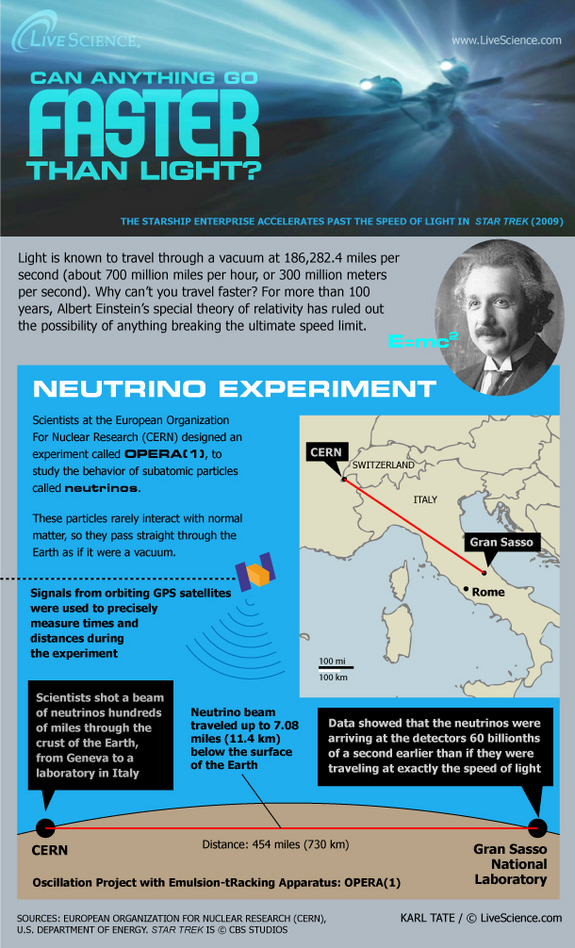 LIVESCIENCE.
www.LiveScience.com
CAN ANYTHING GO
FASTER
THAN LIGHT?
THE STARSHIP ENTERPRISE ACCELERATES PAST THE SPEED OF LIGHT IN STAR TREK (2009)
Light is known to travel through a vacuum at 186,282.4 miles per
second (about 700 million miles per hour, or 300 million meters
per second). Why can't you travel faster? For more than 100
years, Albert Einstein's special theory of relativity has ruled out
the possibility of anything breaking the ultimate speed limit.
E=mc²
NEUTRINO EXPERIMENT
Scientists at the European Organization
For Nuclear Research (CERN) designed an
experiment called OPERA(1), to
study the behavior of subatomic particles
called neutrinos.
These particles rarely interact with normal
matter, so they pass straight through the
Earth as if it were a vacuum.
Signals from orbiting GPS satellites
were used to precisely
measure times and
distances during
the experiment
CERN
SWITZERLAND
ITALY
Gran Sasso
Rome
100 mi
100 km
Scientists shot a beam
of neutrinos hundreds
of miles through the
crust of the Earth,
from Geneva to a
laboratory in Italy
Neutrino beam
traveled up to 7.08
miles (11.4 km)
below the surface
of the Earth
Data showed that the neutrinos were
arriving at the detectors 60 billionths
of a second earlier than if they were
traveling at exactly the speed of light
CERN
Distance: 454 miles (730 km)
Gran Sasso
National
Laboratory
Oscillation Project with Emulsion-tRacking Apparatus: OPERA(1)
SOURCES: EUROPEAN ORGANIZATION FOR NUCLEAR RESEARCH (CERN),
U.S. DEPARTMENT OF ENERGY. STAR TREK IS © CBS STUDIOS
KARL TATE / © LiveScience.com